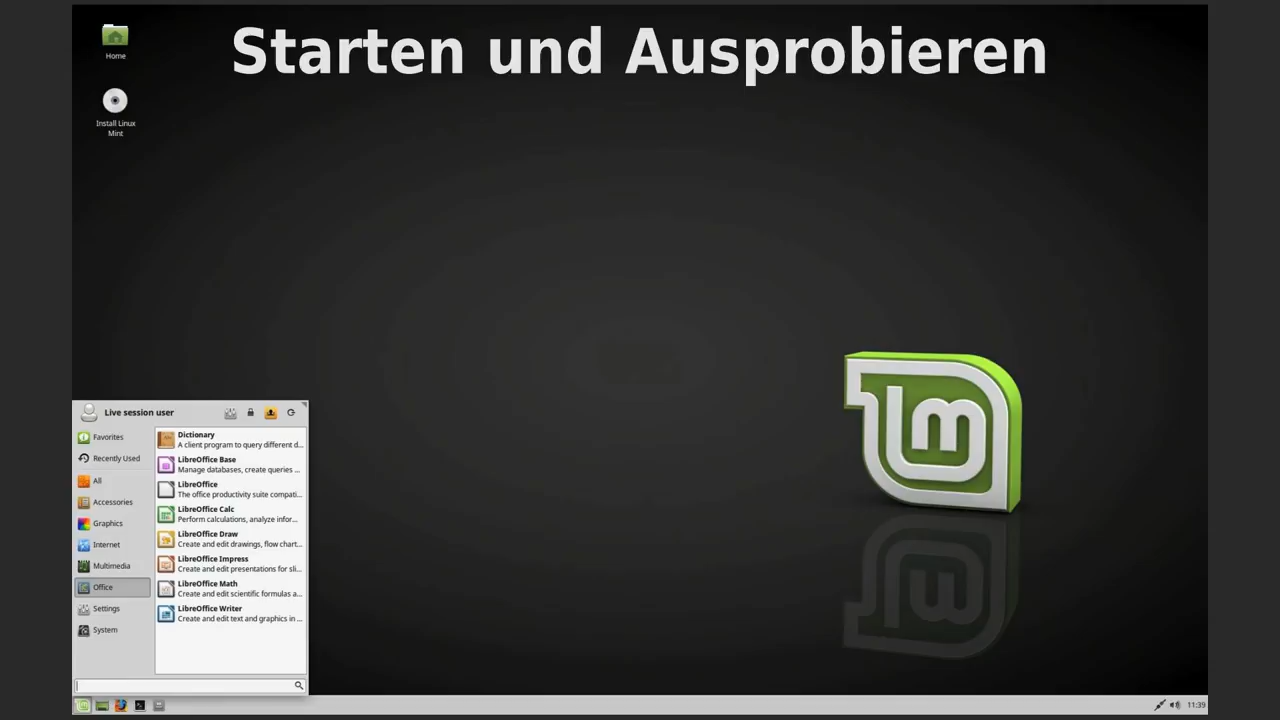 Starten und Ausprobieren
Home
Install Linux
Mint
Live session user
Favorites
Recently Used
All
Accessories
Graphics
Internet
Multimedia
Office
Settings
System
Dictionary
A client program to query different d...
LibreOffice Base
Manage databases, create queries ...
LibreOffice
The office productivity suite compati...
LibreOffice Calc
Perform calculations, analyze infor...
LibreOffice Draw
Create and edit drawings, flow chart...
LibreOffice Impress
Create and edit presentations for sli...
LibreOffice Math
Create and edit scientific formulas a...
LibreOffice Writer
Create and edit text and graphics in ...
lm
11:39